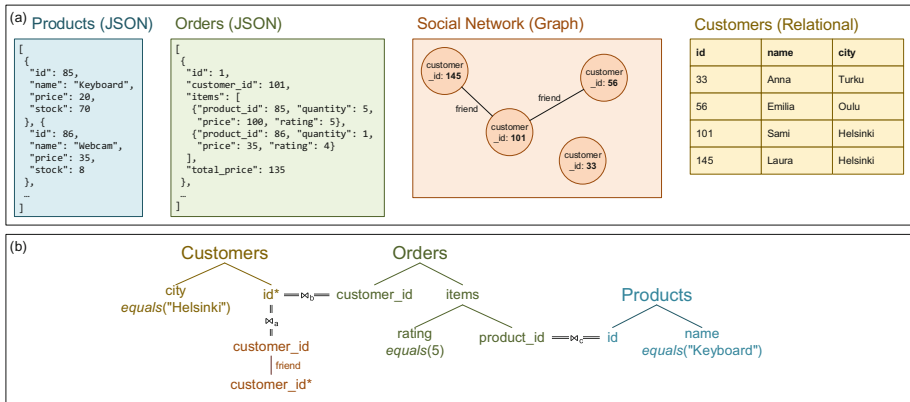 (a)
Products (JSON)
[
{
"id": 85,
"name": "Keyboard",
"price": 20,
"stock": 70
}, {
"id": 86,
"name": "Webcam",
"price": 35,
"stock": 8
},
…
]
Orders (JSON)
[
{
"id": 1,
"customer_id": 101,
"items": [
{"product_id": 85, "quantity": 5,
"price": 100, "rating": 5},
{"product_id": 86, "quantity": 1,
"price": 35, "rating": 4}
],
"total_price": 135
},
…
]
Social Network (Graph)
customer
_id: 145
customer
_id: 56
friend
friend
customer
_id: 101
customer
_id: 33
Customers (Relational)
id name city
33 Anna Turku
56 Emilia Oulu
101 Sami Helsinki
145 Laura Helsinki
(b)
Customers
Orders
city
equals("Helsinki")
id* ⋈b customer_id
items
Products
⋈a
rating
equals(5)
product_id ⋈c id
name
equals("Keyboard")
customer_id
friend
customer_id*